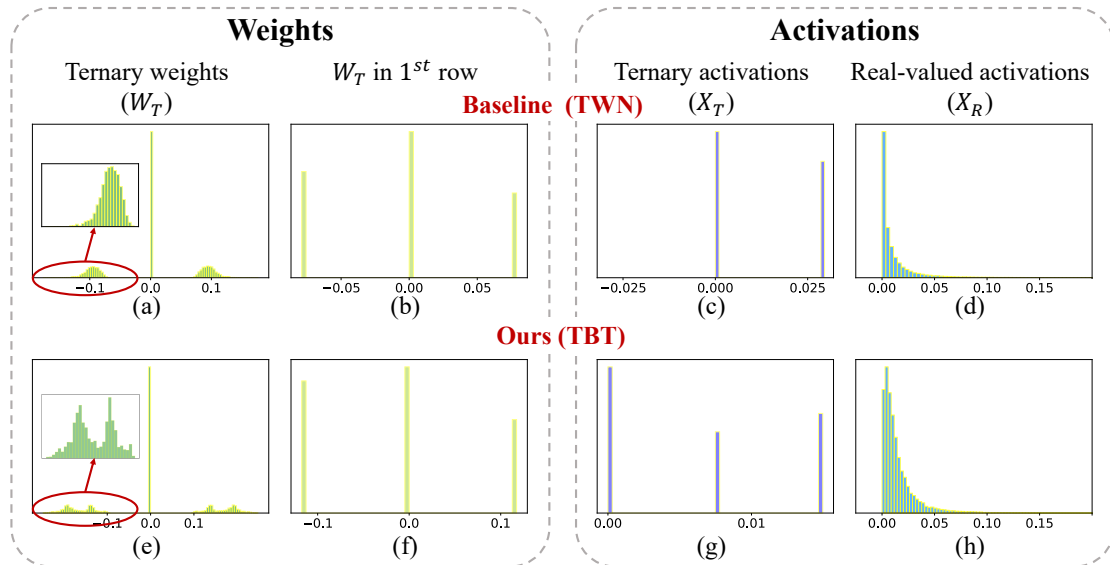 Weights
Activations
Ternary weights
(W_T)
W_T in 1^st row
Ternary activations
(X_T)
Real-valued activations
(X_R)
Baseline (TWN)
−0.1 0.0 0.1
−0.05 0.00 0.05
−0.025 0.000 0.025
0.00 0.05 0.10 0.15
(a)
(b)
(c)
(d)
Ours (TBT)
−0.1 0.0 0.1
−0.1 0.0 0.1
0.00 0.01
0.00 0.05 0.10 0.15
(e)
(f)
(g)
(h)